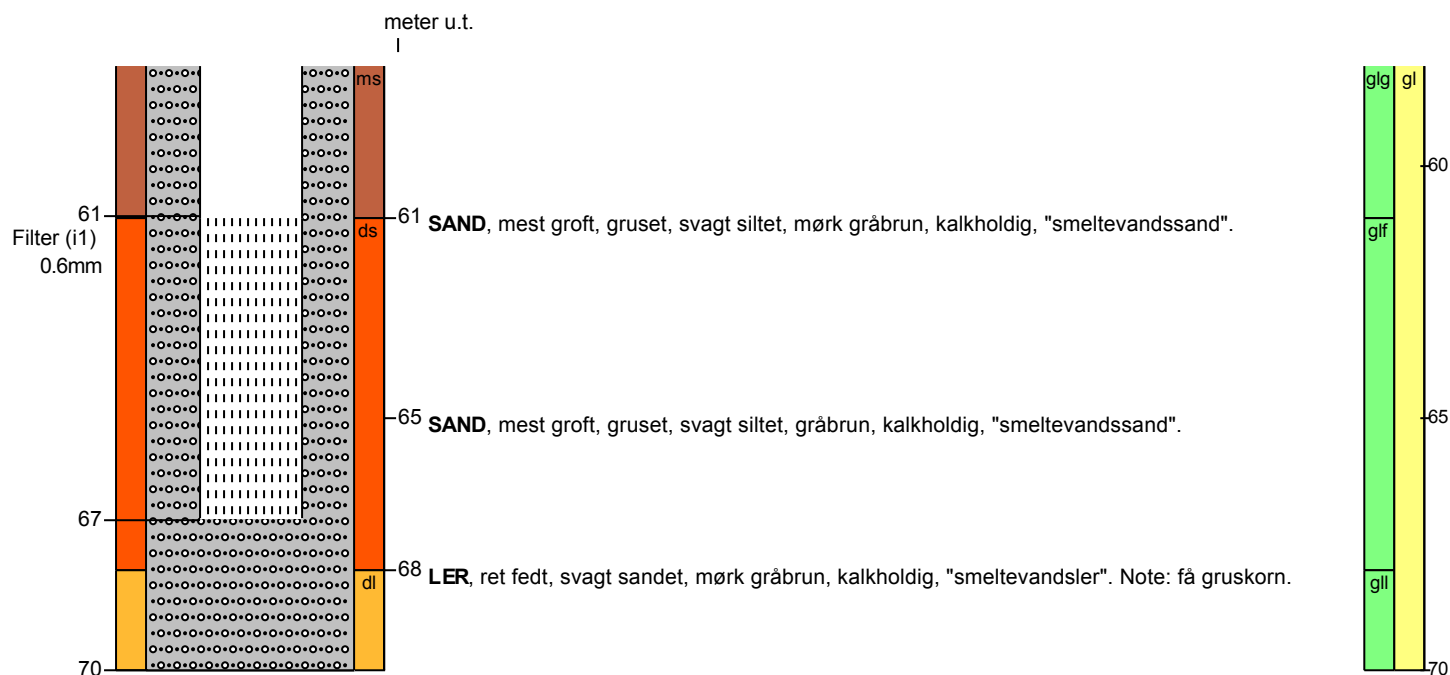 meter u.t.
ms
glg gl
60
61
61 SAND, mest groft, gruset, svagt siltet, mørk gråbrun, kalkholdig, "smeltevandssand".
Filter (i1)
0.6mm
ds
glf
65 SAND, mest groft, gruset, svagt siltet, gråbrun, kalkholdig, "smeltevandssand".
65
67
68 LER, ret fedt, svagt sandet, mørk gråbrun, kalkholdig, "smeltevandsler". Note: få gruskorn.
dl
gll
70
70